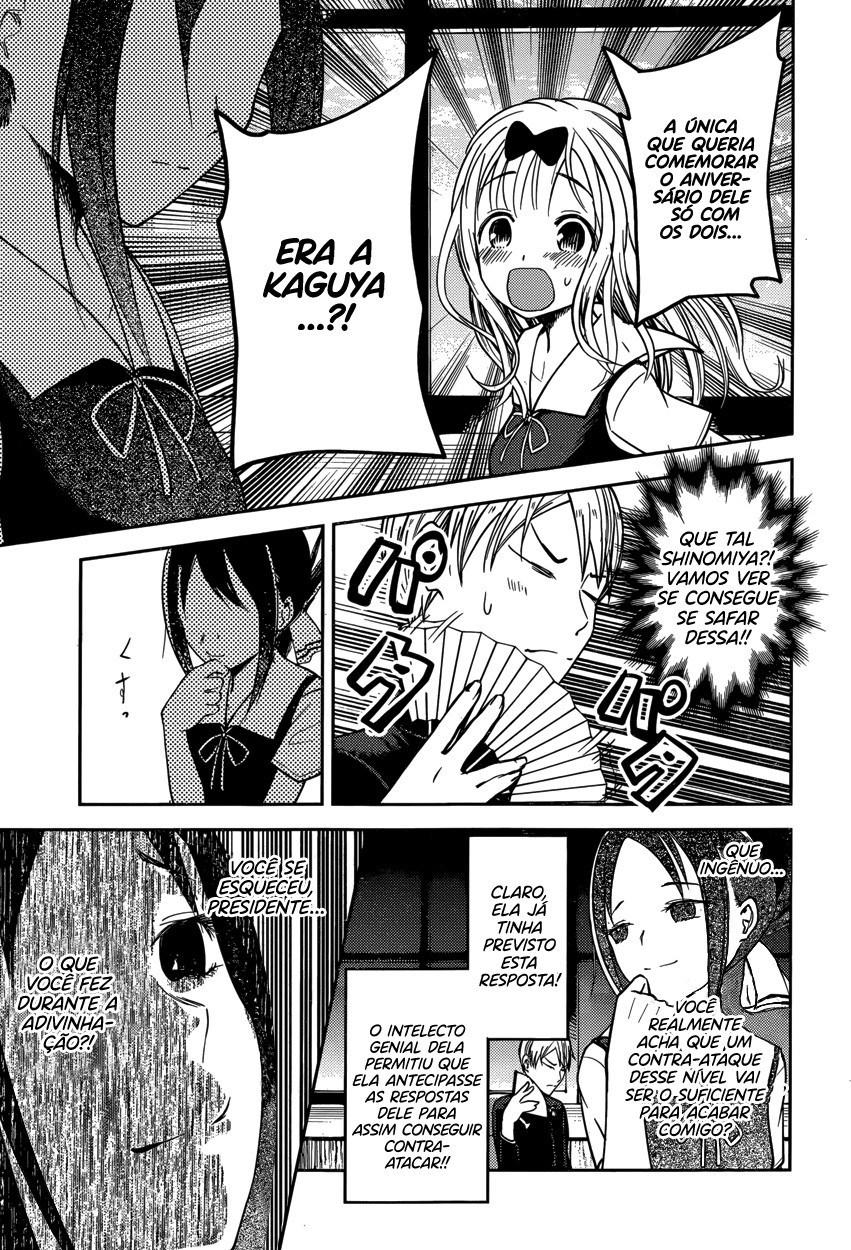 A ÚNICA
QUE QUERIA
COMEMORAR
O ANIVER-
SÁRIO DELE
SÓ COM
OS DOIS...
ERA A
KAGUYA
...?!
QUE TAL
SHINOMIYA?!
VAMOS VER
SE CONSEGUE
SE SAFAR
DESSA!!
パタ
パタ
くすっ
QUE
INGÊNUO...
VOCÊ
REALMENTE
ACHA QUE UM
CONTRA-ATAQUE
DESSE NÍVEL VAI
SER O SUFICIENTE
PARA ACABAR
COMIGO?
CLARO,
ELA JÁ
TINHA
PREVISTO
ESTA
RESPOSTA!
O INTELECTO
GENIAL DELA
PERMITIU QUE
ELA ANTECIPASSE
AS RESPOSTAS
DELE PARA
ASSIM CONSEGUIR
CONTRA-
ATACAR!!
VOCÊ SE
ESQUECEU,
PRESIDENTE...
O QUE
VOCÊ FEZ
DURANTE A
ADIVINHA-
ÇÃO?!